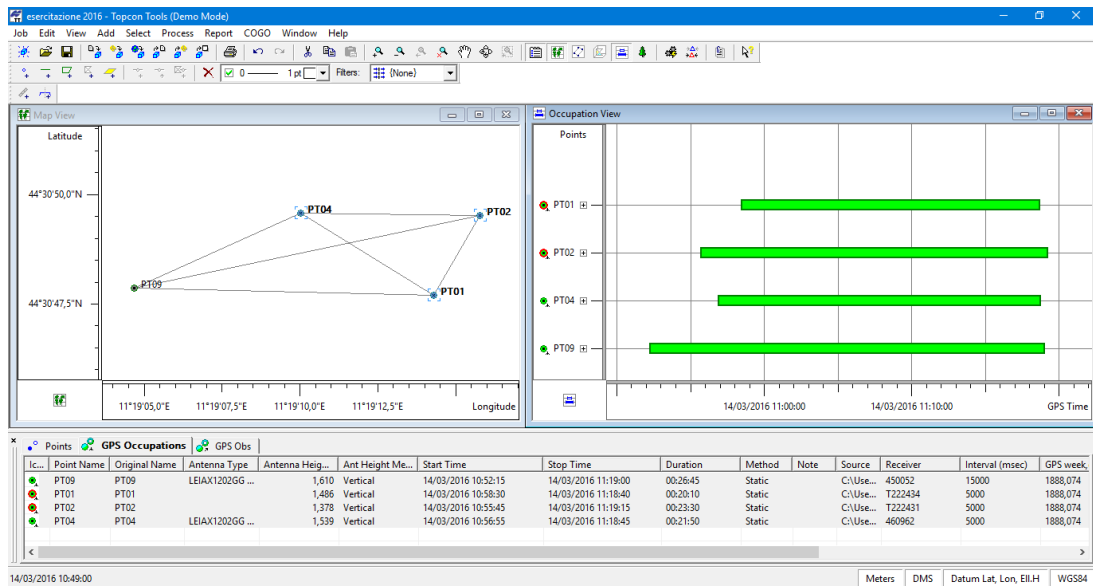 esercitazione 2016 - Topcon Tools (Demo Mode)
Job Edit View Add Select Process Report COGO Window Help
0 1 pt Filters: {None}
Map View
Latitude
44°30'50,0"N
PT04
PT02
PT09
PT01
44°30'47,5"N
11°19'05,0"E 11°19'07,5"E 11°19'10,0"E 11°19'12,5"E Longitude
Occupation View
Points
PT01
PT02
PT04
PT09
14/03/2016 11:00:00 14/03/2016 11:10:00 GPS Time
Points GPS Occupations GPS Obs
Ic... Point Name Original Name Antenna Type Antenna Heig... Ant Height Me... Start Time Stop Time Duration Method Note Source Receiver Interval (msec) GPS week,
PT09 PT09 LEIAX1202GG ... 1,610 Vertical 14/03/2016 10:52:15 14/03/2016 11:19:00 00:26:45 Static C:\Use... 450052 15000 1888,074
PT01 PT01 1,486 Vertical 14/03/2016 10:58:30 14/03/2016 11:18:40 00:20:10 Static C:\Use... T222434 5000 1888,074
PT02 PT02 1,378 Vertical 14/03/2016 10:55:45 14/03/2016 11:19:15 00:23:30 Static C:\Use... T222431 5000 1888,074
PT04 PT04 LEIAX1202GG ... 1,539 Vertical 14/03/2016 10:56:55 14/03/2016 11:18:45 00:21:50 Static C:\Use... 460962 5000 1888,074
14/03/2016 10:49:00 Meters DMS Datum Lat, Lon, Ell.H WGS84